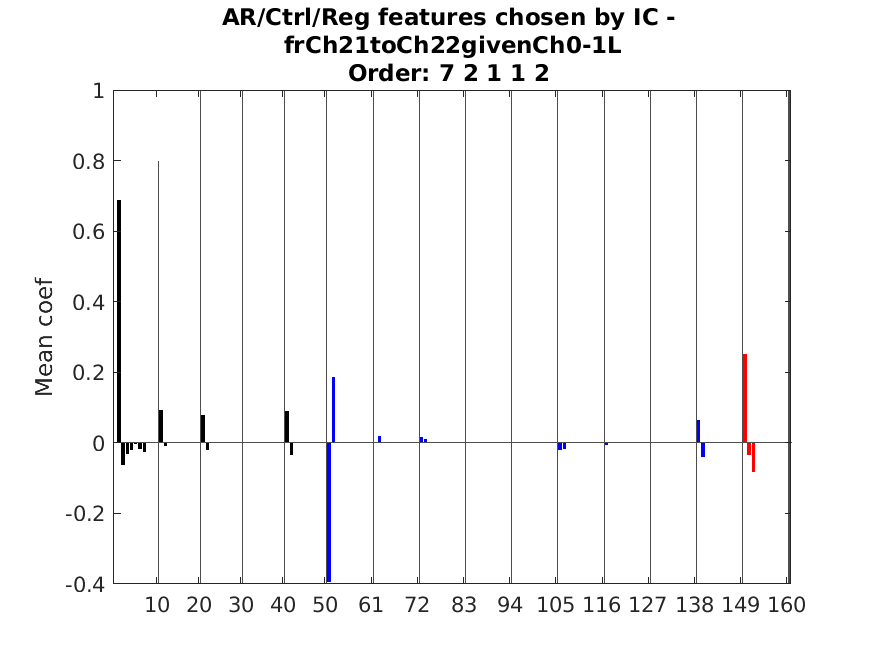 AR/Ctrl/Reg features chosen by IC -
frCh21toCh22givenCh0-1L
Order: 7 2 1 1 2
1
0.8
0.6
0.4
0.2
0
-0.2
-0.4
Mean coef
10 20 30 40 50 61 72 83 94 105 116 127 138 149 160